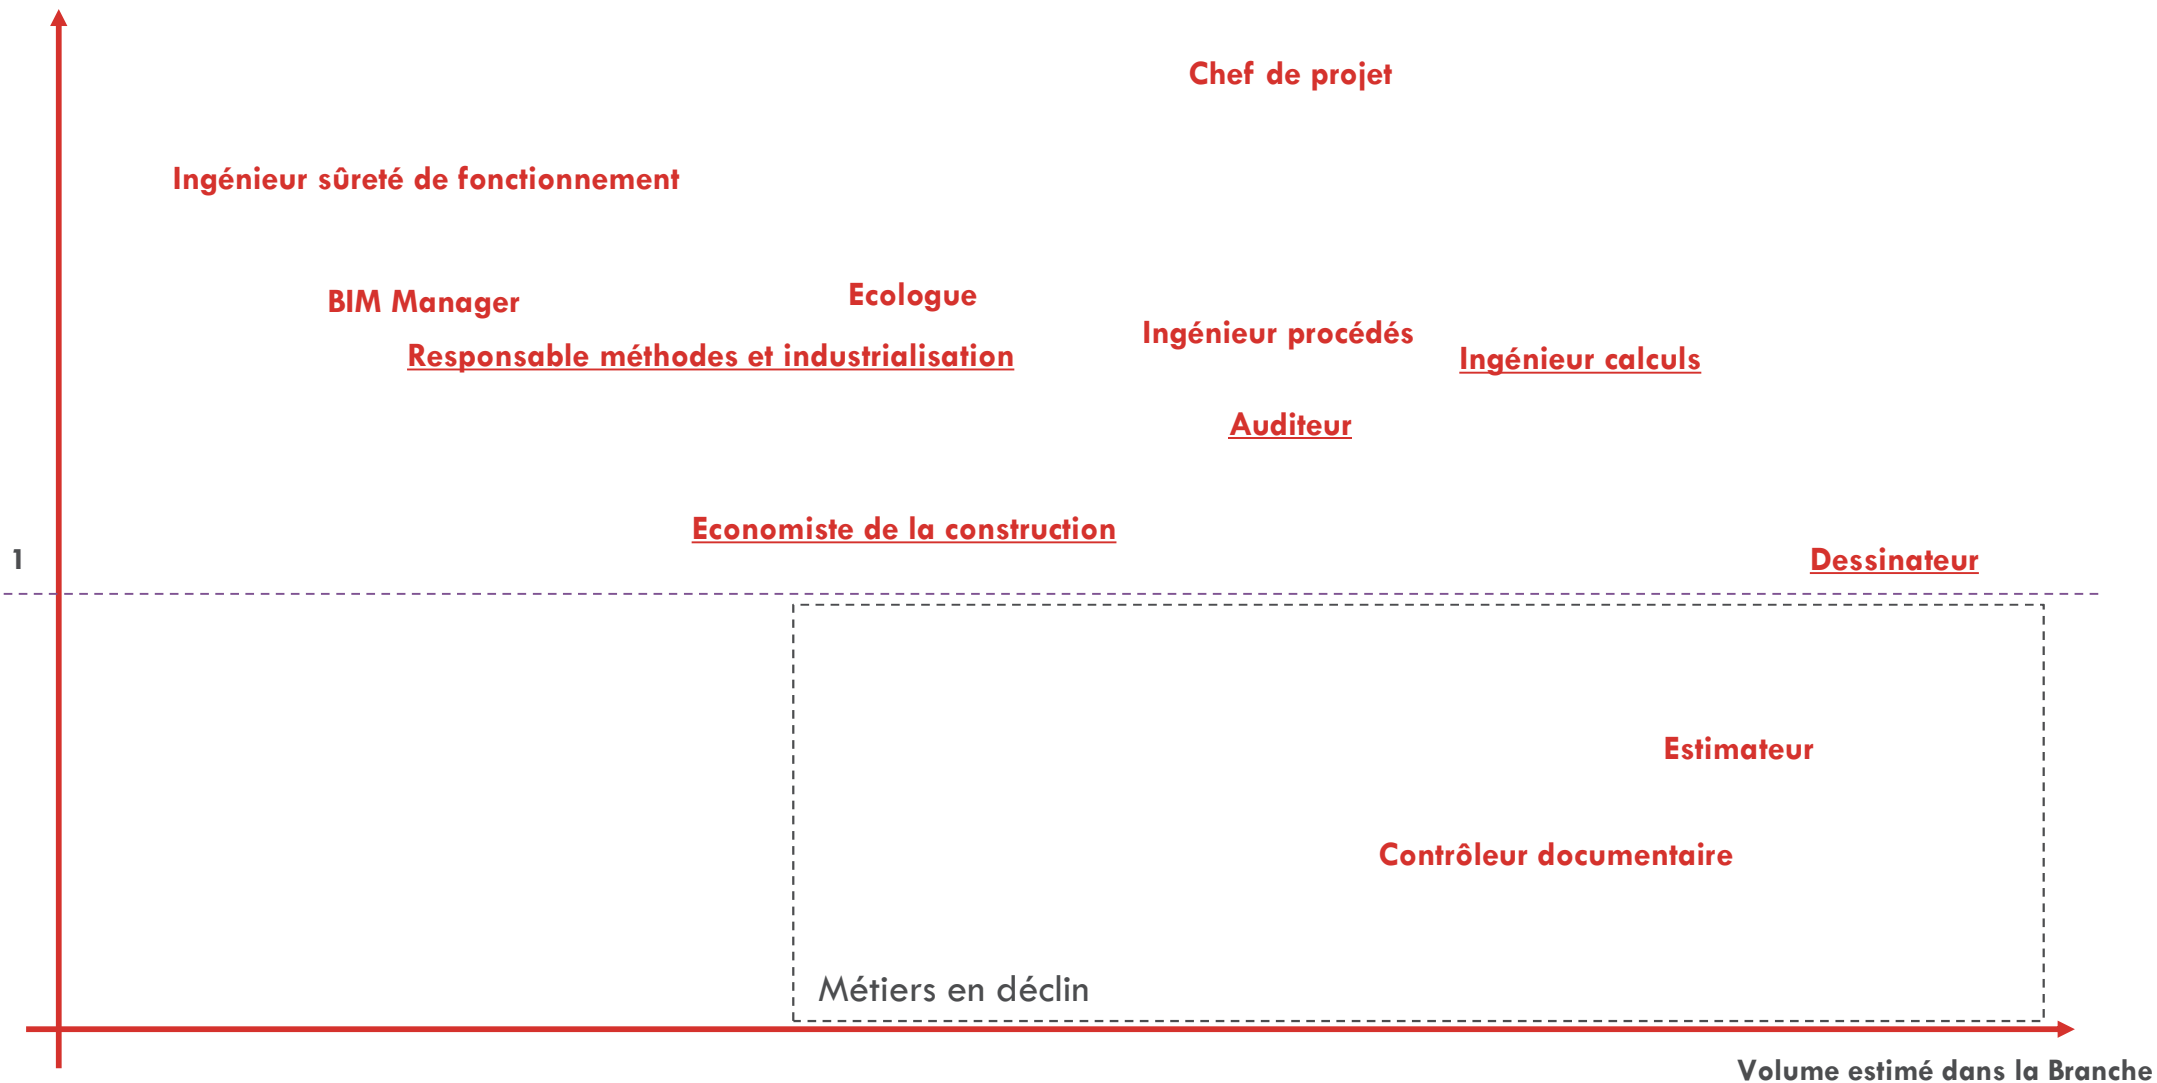 Chef de projet
Ingénieur sûreté de fonctionnement
BIM Manager
Ecologue
Ingénieur procédés
Responsable méthodes et industrialisation
Ingénieur calculs
Auditeur
Economiste de la construction
1
Dessinateur
Estimateur
Contrôleur documentaire
Métiers en déclin
Volume estimé dans la Branche